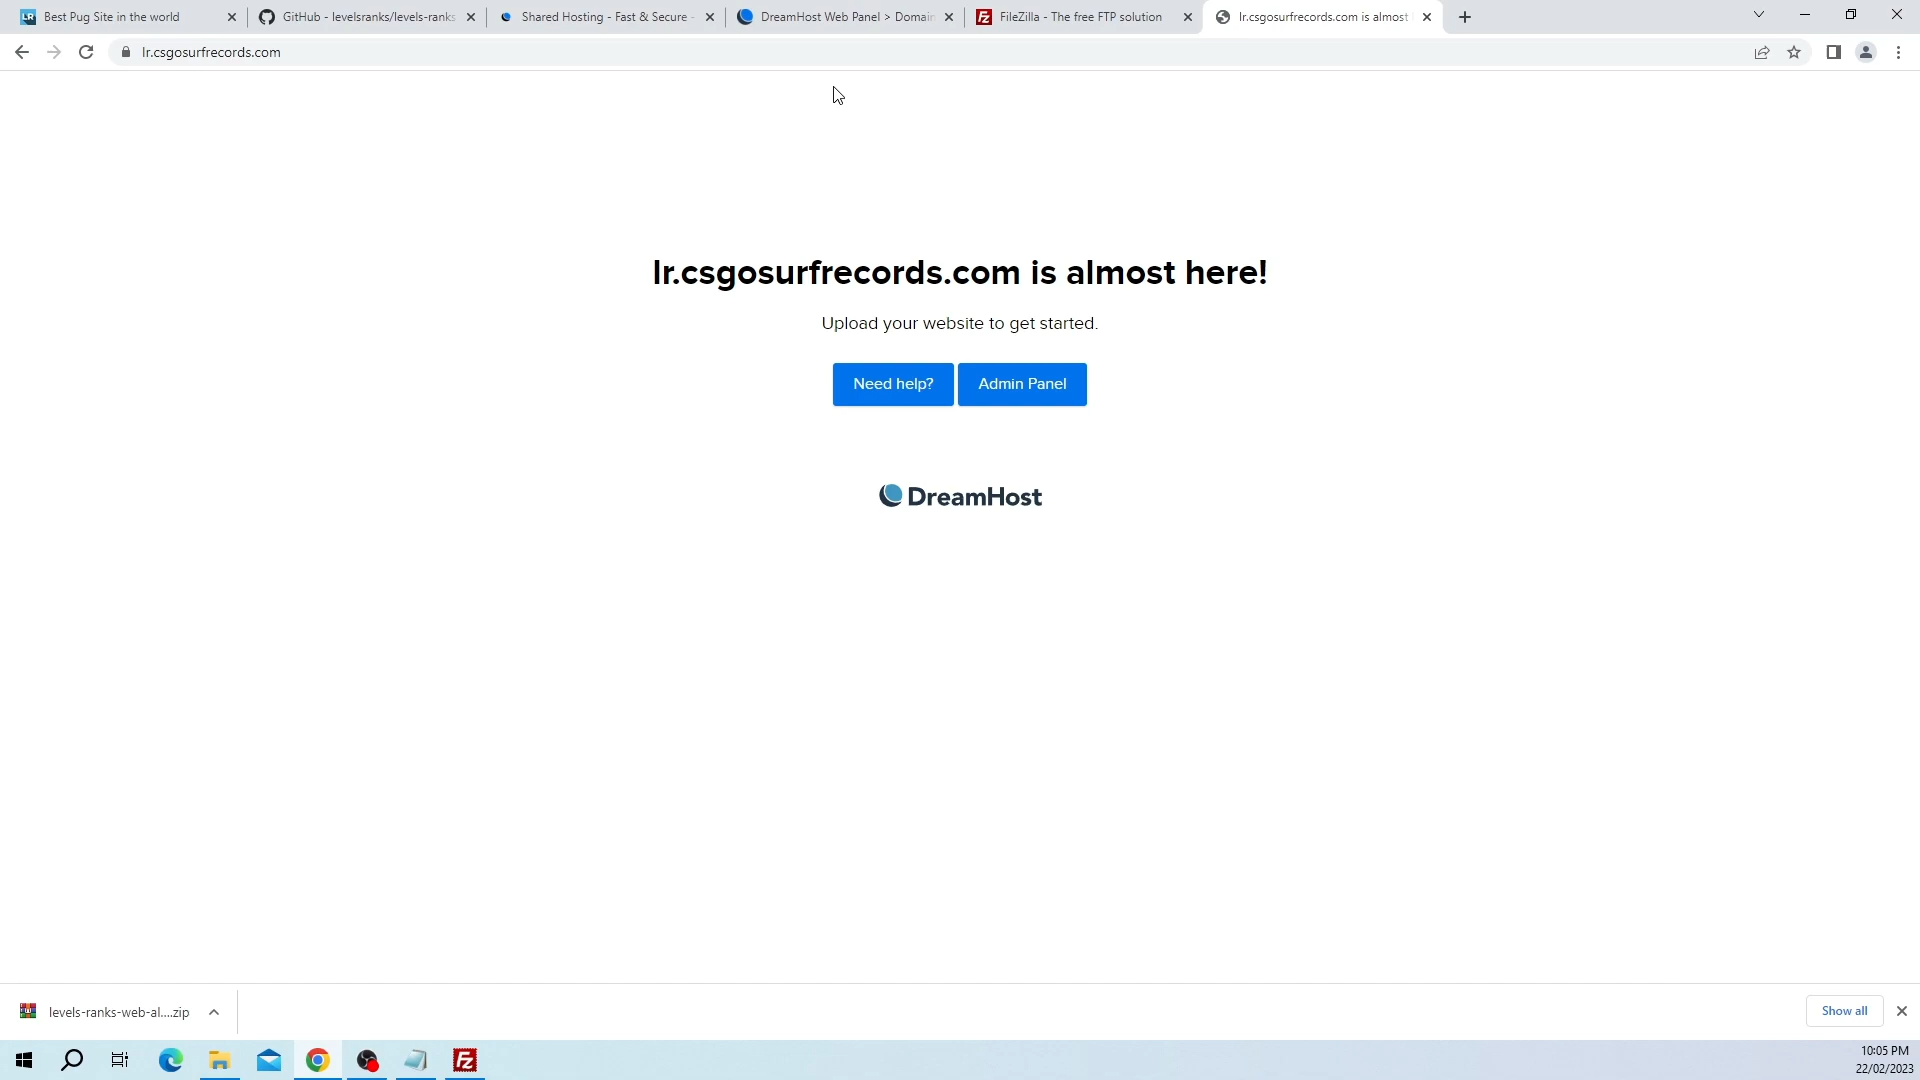 Best Pug Site in the world
GitHub - levelsranks/levels-ranks
Shared Hosting - Fast & Secure -
DreamHost Web Panel > Domain
FileZilla - The free FTP solution
lr.csgosurfrecords.com is almost
lr.csgosurfrecords.com
lr.csgosurfrecords.com is almost here!
Upload your website to get started.
Need help?
Admin Panel
DreamHost
levels-ranks-web-al....zip
Show all
10:05 PM
22/02/2023